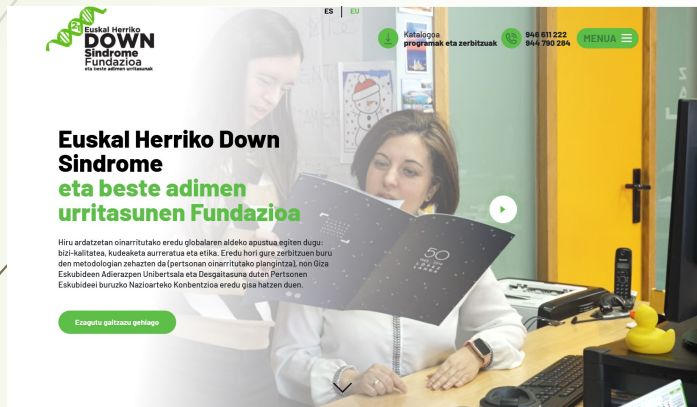 ES | EU
Euskal Herriko
DOWN
Sindrome
Fundazioa
eta beste adimen urritasunak
Katalogoa
programak eta zerbitzuak
946 611 222
944 790 284
MENUA
Euskal Herriko Down
Sindrome
eta beste adimen
urritasunen Fundazioa
Hiru ardatzetan oinarritutako eredu globalaren aldeko apustua egiten dugu:
bizi-kalitatea, kudeaketa aurreratua eta etika. Eredu hori gure zerbitzuen buru
den metodologian zehazten da (pertsonan oinarritutako plangintza), non Giza
Eskubideen Adierazpen Unibertsala eta Desgaitasuna duten Pertsonen
Eskubideei buruzko Nazioarteko Konbentzioa eredu gisa hatzen duen.
50
Ezagutu gaitzazu gehiago